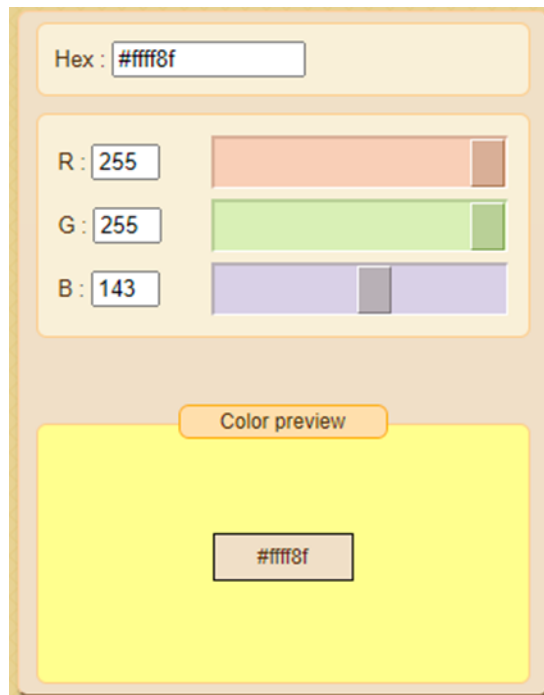 Hex : #ffff8f
R : 255
G : 255
B : 143
Color preview
#ffff8f